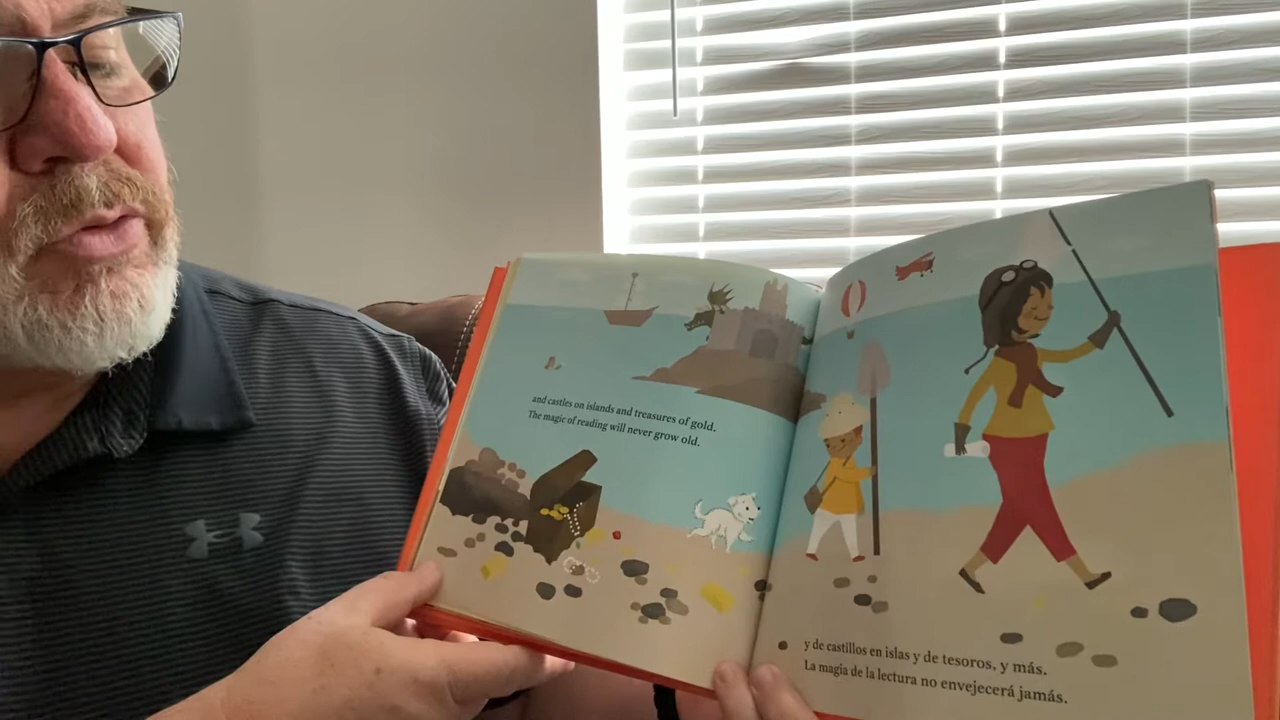 and castles on islands and treasures of gold.
The magic of reading will never grow old.
y de castillos en islas y de tesoros, y más.
La magia de la lectura no envejecerá jamás.